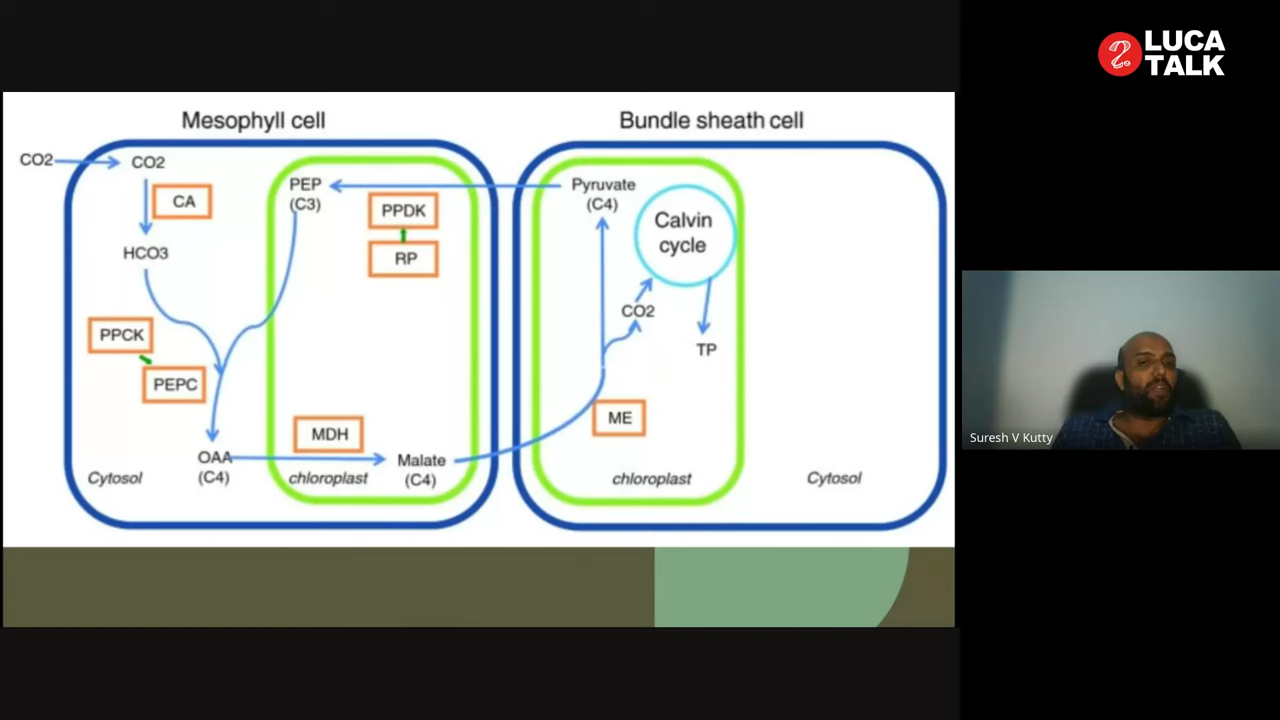 LUCA
TALK
Mesophyll cell
Bundle sheath cell
CO2
CO2
CA
HCO3
PPCK
PEPC
OAA
(C4)
Cytosol
PEP
(C3)
PPDK
RP
MDH
chloroplast
Malate
(C4)
Pyruvate
(C4)
Calvin
cycle
CO2
TP
ME
chloroplast
Cytosol
Suresh V Kutty